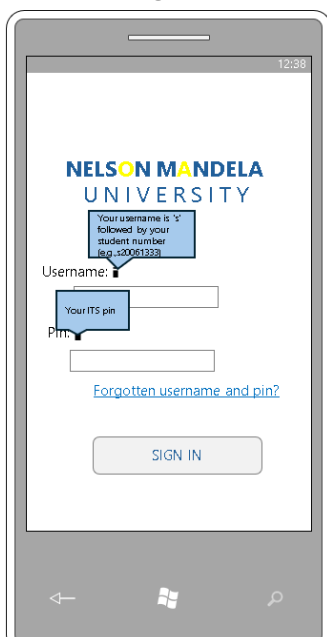 12:38
NELSON MANDELA
UNIVERSITY
Your username is 's'
followed by your
student number
(e.g.,s20061333)
Username:
Your ITS pin
Pin:
Forgotten username and pin?
SIGN IN